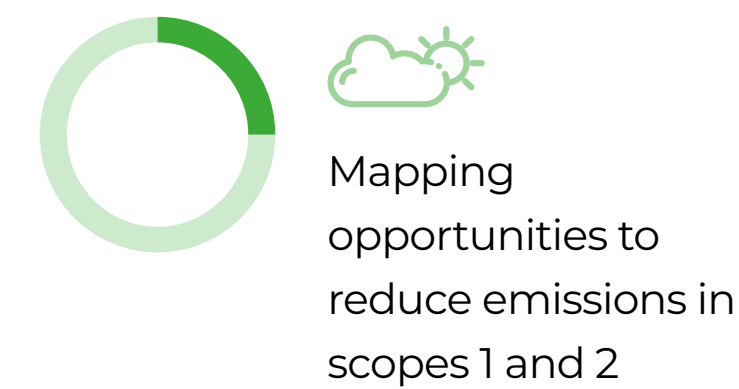 Mapping
opportunities to
reduce emissions in
scopes 1 and 2